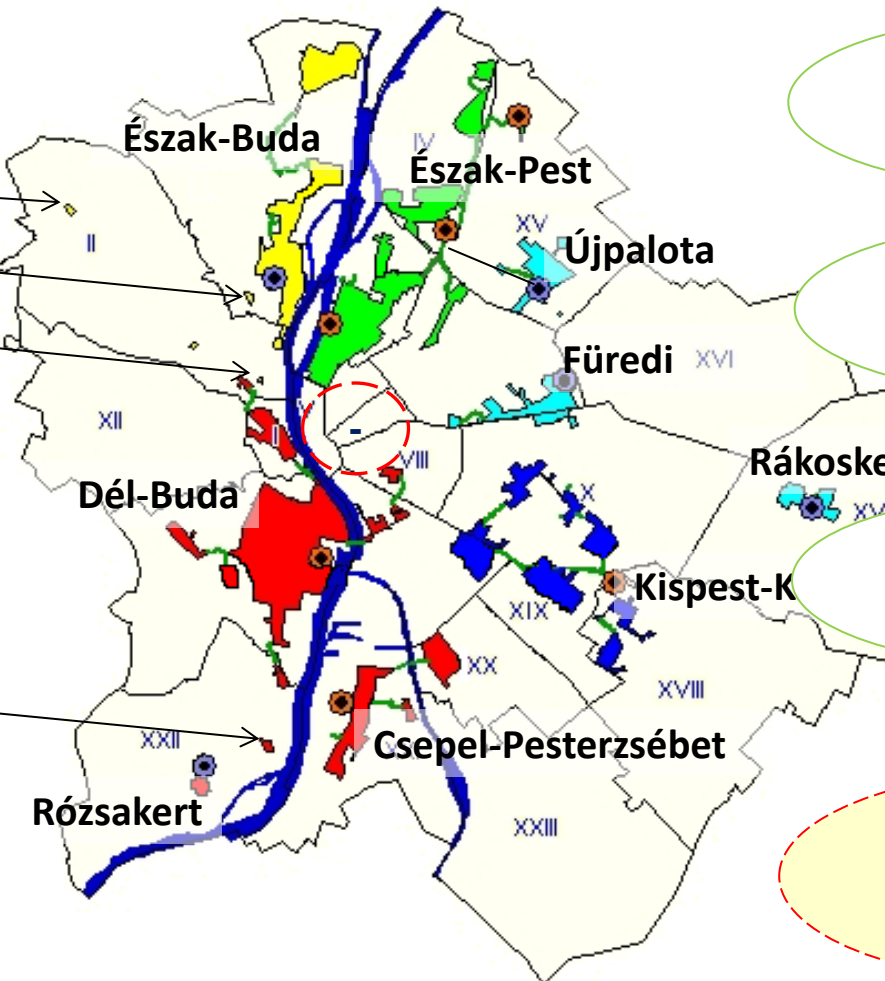 Észak-Buda
IV
Észak-Pest
XV
Újpalota
II
Füredi
XVI
XII
I
VIII
Rákoske
Dél-Buda
X
XV
Kispest-K
XIX
XX
XVIII
XXII
Csepel-Pesterzsébet
Rózsakert
XXIII